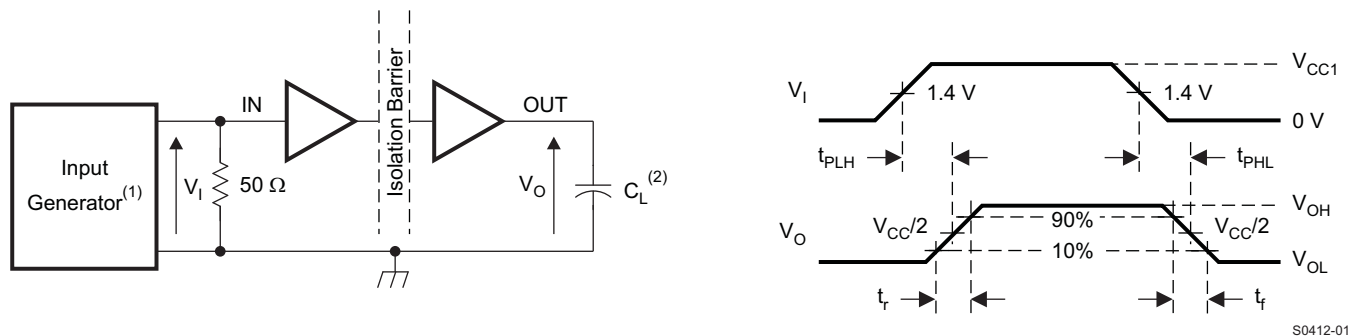 Input
Generator(1)
VI
50 Ω
IN
Isolation Barrier
OUT
VO
CL(2)
VI
1.4 V
1.4 V
VCC1
0 V
tPLH
tPHL
VO
VCC/2
90%
10%
VCC/2
VOH
VOL
tr
tf
S0412-01